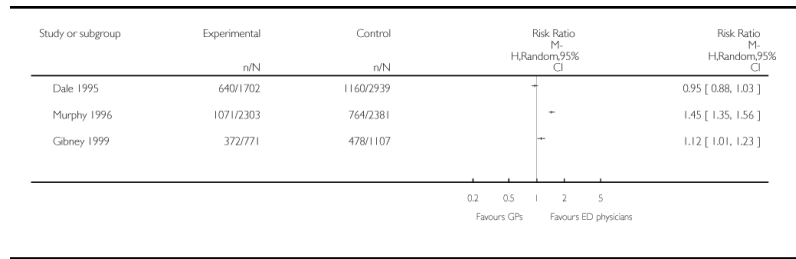 Study or subgroup Experimental Control Risk Ratio Risk Ratio
M- M-
H,Random,95% H,Random,95%
n/N n/N CI CI
Dale 1995 640/1702 1160/2939 0.95 [ 0.88, 1.03 ]
Murphy 1996 1071/2303 764/2381 1.45 [ 1.35, 1.56 ]
Gibney 1999 372/771 478/1107 1.12 [ 1.01, 1.23 ]
0.2 0.5 1 2 5
Favours GPs Favours ED physicians